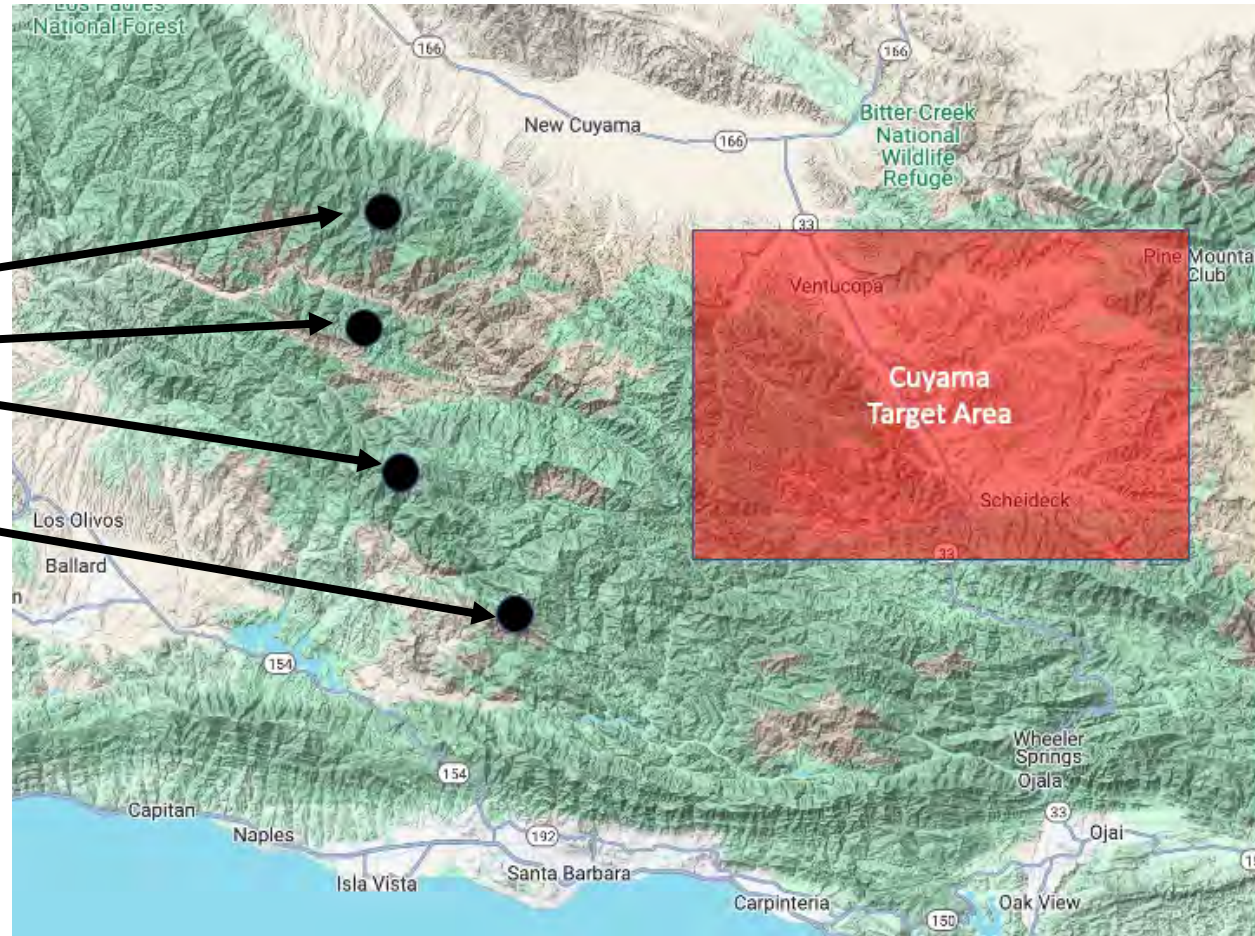 Los Padres
National Forest
166
166
New Cuyama
166
Bitter Creek
National
Wildlife
Refuge
33
Pine Mounta
Club
Ventucopa
Cuyama
Target Area
Scheideck
33
Los Olivos
Ballard
n
154
Wheeler
Springs
Ojala
154
Capitan
Naples
192
33
Ojai
Isla Vista
Santa Barbara
Carpinteria
150
Oak View